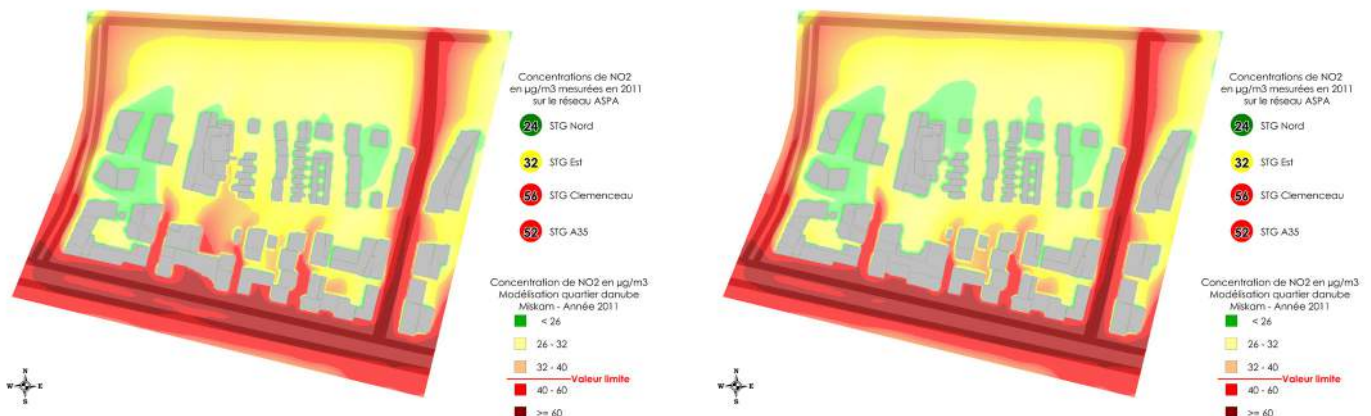 Concentrations de NO2
en µg/m3 mesurées en 2011
sur le réseau ASPA
24 STG Nord
32 STG Est
56 STG Clemenceau
52 STG A35
Concentration de NO2 en µg/m3
Modélisation quartier danube
Miskam - Année 2011
< 26
26 - 32
32 - 40
Valeur limite
40 - 60
>= 60
N
W E
S
Concentrations de NO2
en µg/m3 mesurées en 2011
sur le réseau ASPA
24 STG Nord
32 STG Est
56 STG Clemenceau
52 STG A35
Concentration de NO2 en µg/m3
Modélisation quartier danube
Miskam - Année 2011
< 26
26 - 32
32 - 40
Valeur limite
40 - 60
>= 60
N
W E
S